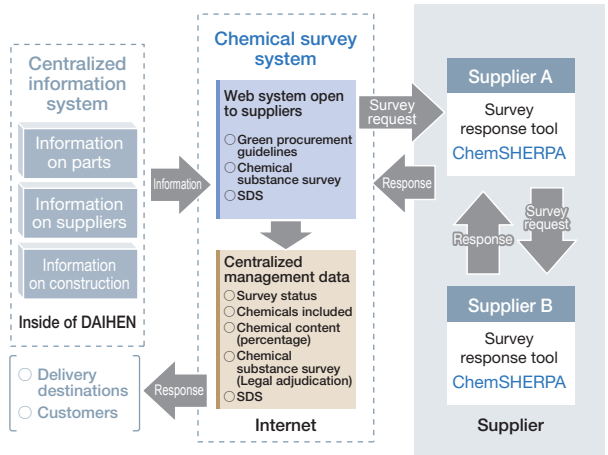 Centralized
information
system
Information
on parts
Information
on suppliers
Information
on construction
Inside of DAIHEN
Information
Chemical survey
system
Web system open
to suppliers
○Green procurement
guidelines
○Chemical
substance survey
○SDS
Centralized
management data
○Survey status
○Chemicals included
○Chemical content
(percentage)
○Chemical
substance survey
(Legal adjudication)
○SDS
Internet
Response
○ Delivery
destinations
○ Customers
Survey
request
Response
Supplier A
Survey
response tool
ChemSHERPA
Response
Survey
request
Supplier B
Survey
response tool
ChemSHERPA
Supplier